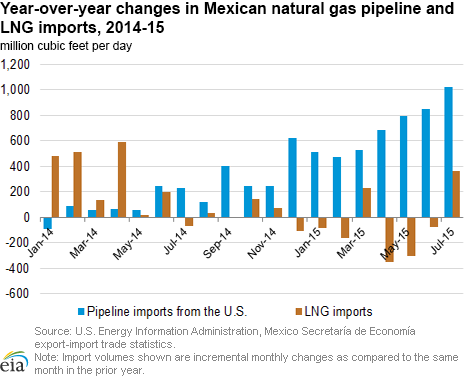 Year-over-year changes in Mexican natural gas pipeline and
LNG imports, 2014-15
million cubic feet per day
1,200
1,000
800
600
400
200
0
-200
-400
-600
Jan-14
Mar-14
May-14
Jul-14
Sep-14
Nov-14
Jan-15
Mar-15
May-15
Jul-15
Pipeline imports from the U.S.
LNG imports
Source: U.S. Energy Information Administration, Mexico Secretaría de Economía
export-import trade statistics.
Note: Import volumes shown are incremental monthly changes as compared to the same
month in the prior year.
eia